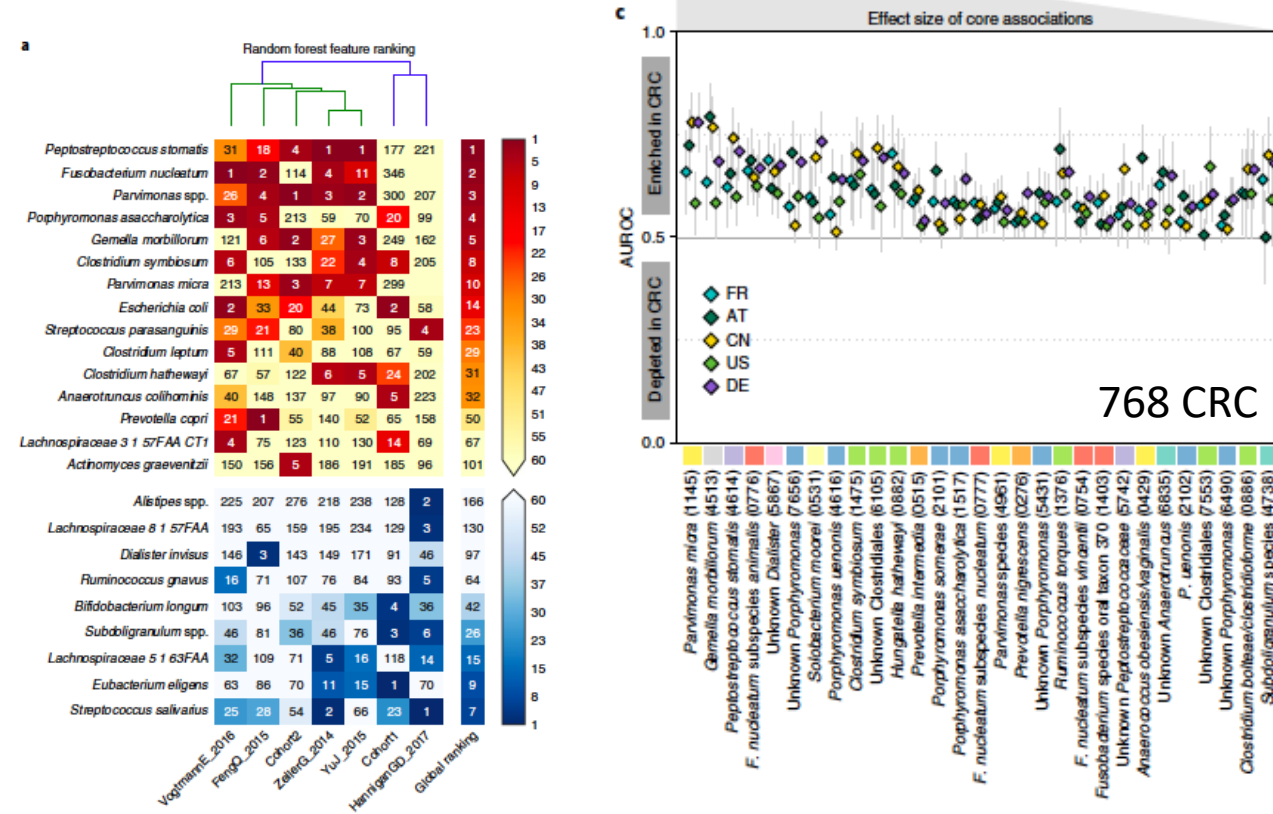 a
Random forest feature ranking
Peptostreptococcus stomatis 31 18 4 1 1 177 221 1
Fusobacterium nucleatum 1 2 114 4 11 346 2
Parvimonas spp. 26 4 1 3 2 300 207 3
Porphyromonas asaccharolytica 3 5 213 59 70 20 99 4
Gemella morbillorum 121 6 2 27 3 249 162 5
Clostridium symbiosum 6 105 133 22 4 8 205 8
Parvimonas micra 213 13 3 7 7 299 10
Escherichia coli 2 33 20 44 73 2 58 14
Streptococcus parasanguinis 29 21 80 38 100 95 4 23
Clostridium leptum 5 111 40 88 108 67 59 29
Clostridium hathewayi 67 57 122 6 5 24 202 31
Anaerotruncus colihominis 40 148 137 97 90 5 223 32
Prevotella copri 21 1 55 140 52 65 158 50
Lachnospiraceae 3 1 57FAA CT1 4 75 123 110 130 14 69 67
Actinomyces graevenitzii 150 156 5 186 191 185 96 101
1
5
9
13
17
22
26
30
34
38
43
47
51
55
60
Alistipes spp. 225 207 276 218 238 128 2 166
Lachnospiraceae 8 1 57FAA 193 65 159 195 234 129 3 130
Dialister invisus 146 3 143 149 171 91 46 97
Ruminococcus gnavus 16 71 107 76 84 93 5 64
Bifidobacterium longum 103 96 52 45 35 4 36 42
Subdoligranulum spp. 46 81 36 46 76 3 6 26
Lachnospiraceae 5 1 63FAA 32 109 71 5 16 118 14 15
Eubacterium eligens 63 86 70 11 15 1 70 9
Streptococcus salivarius 25 28 54 2 66 23 1 7
60
52
45
37
30
23
15
8
1
VogtmannE_2016
FengQ_2015
Cohort2
ZellerG_2014
YuJ_2015
Cohort1
HanniganGD_2017
Global ranking
c
Effect size of core associations
1.0
0.5
0.0
AUROC
Enriched in CRC
Depleted in CRC
FR
AT
CN
US
DE
768 CRC
Parvimonas micra (1145)
Gemella morbillorum (4513)
Peptostreptococcus stomatis (4614)
F. nucleatum subspecies animalis (0776)
Unknown Dialister (5867)
Unknown Porphyromonas (7656)
Solobacterium moorei (0531)
Porphyromonas uenonis (4616)
Clostridium symbiosum (1475)
Unknown Clostridiales (6105)
Hungatella hathewayi (0882)
Prevotella intermedia (0515)
Porphyromonas somerae (2101)
Porphyromonas asaccharolytica (1517)
F. nucleatum subspecies nucleatum (0777)
Parvimonas species (4961)
Prevotella nigrescens (0276)
Unknown Porphyromonas (5431)
Ruminococcus torques (1376)
F. nucleatum subspecies vincentii (0754)
Fusobacterium species oral taxon 370 (1403)
Unknown Peptostreptococcaceae (5742)
Anaerococcus obesiensis/vaginalis (0429)
Unknown Anaerotruncus (6835)
P. uenonis (2102)
Unknown Clostridiales (7553)
Unknown Porphyromonas (6490)
Clostridium bolteae/clostridioforme (0886)
Subdoligranulum species (4738)